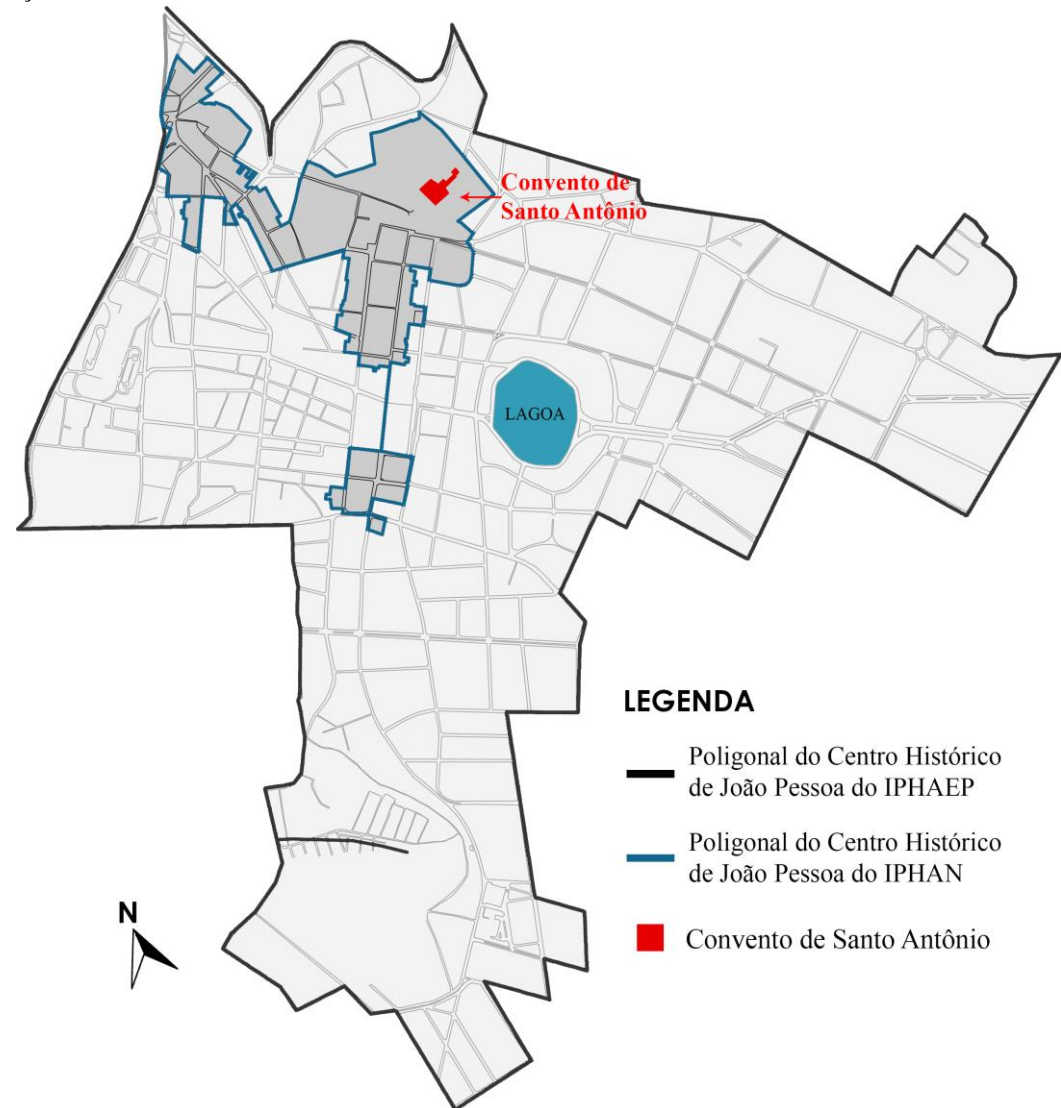 Convento de
Santo Antônio
LAGOA
LEGENDA
Poligonal do Centro Histórico
de João Pessoa do IPHAEP
Poligonal do Centro Histórico
de João Pessoa do IPHAN
Convento de Santo Antônio
N